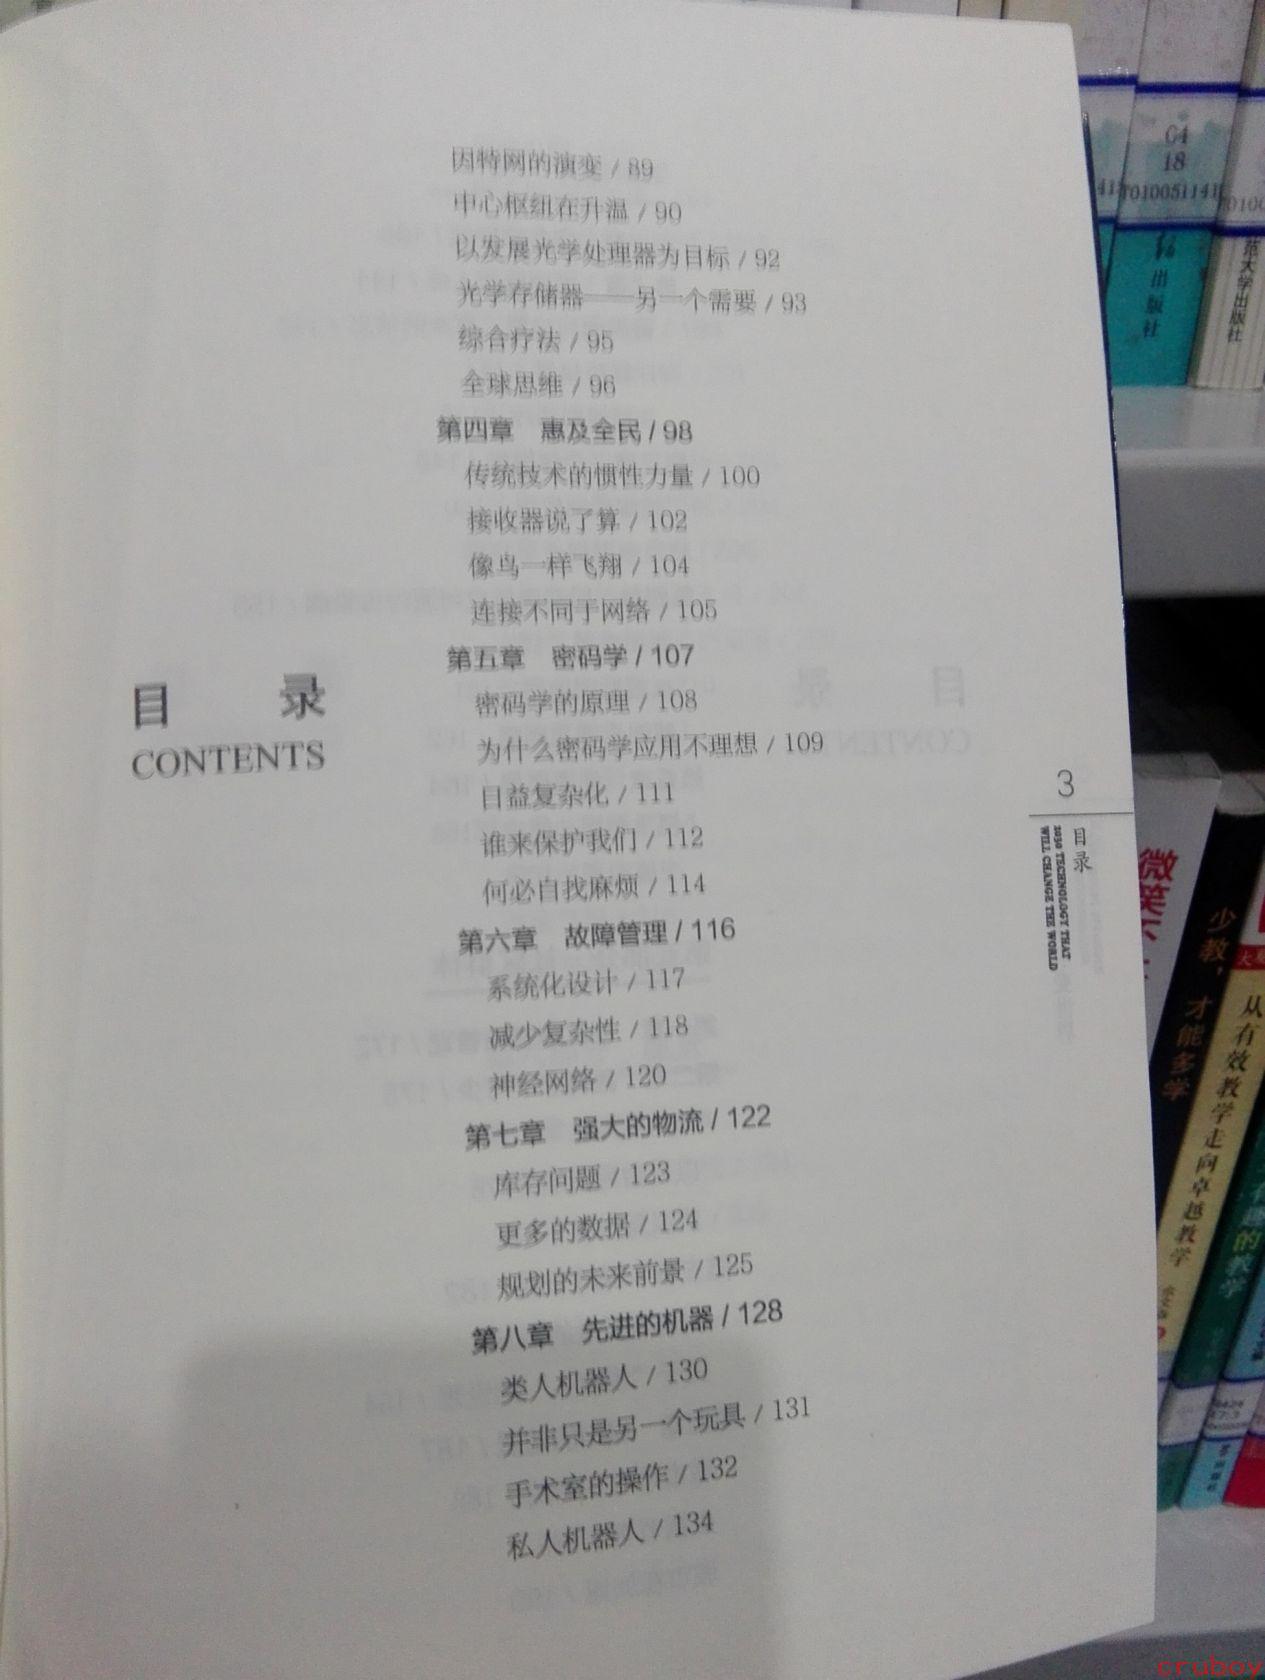 目 录
CONTENTS
因特网的演变 / 89
中心枢纽在升温 / 90
以发展光学处理器为目标 / 92
光学存储器——另一个需要 / 93
综合疗法 / 95
全球思维 / 96
第四章 惠及全民 / 98
传统技术的惯性力量 / 100
接收器说了算 / 102
像鸟一样飞翔 / 104
连接不同于网络 / 105
第五章 密码学 / 107
密码学的原理 / 108
为什么密码学应用不理想 / 109
日益复杂化 / 111
谁来保护我们 / 112
何必自找麻烦 / 114
第六章 故障管理 / 116
系统化设计 / 117
减少复杂性 / 118
神经网络 / 120
第七章 强大的物流 / 122
库存问题 / 123
更多的数据 / 124
规划的未来前景 / 125
第八章 先进的机器 / 128
类人机器人 / 130
并非只是另一个玩具 / 131
手术室的操作 / 132
私人机器人 / 134
3
目录
2030 TECHNOLOGY THAT
WILL CHANGE THE WORLD
G4
18
T010051141
出版社
范大学出版社
微笑
少教，才能多学
从有效教学走向卓越教学
的教学
cruboy